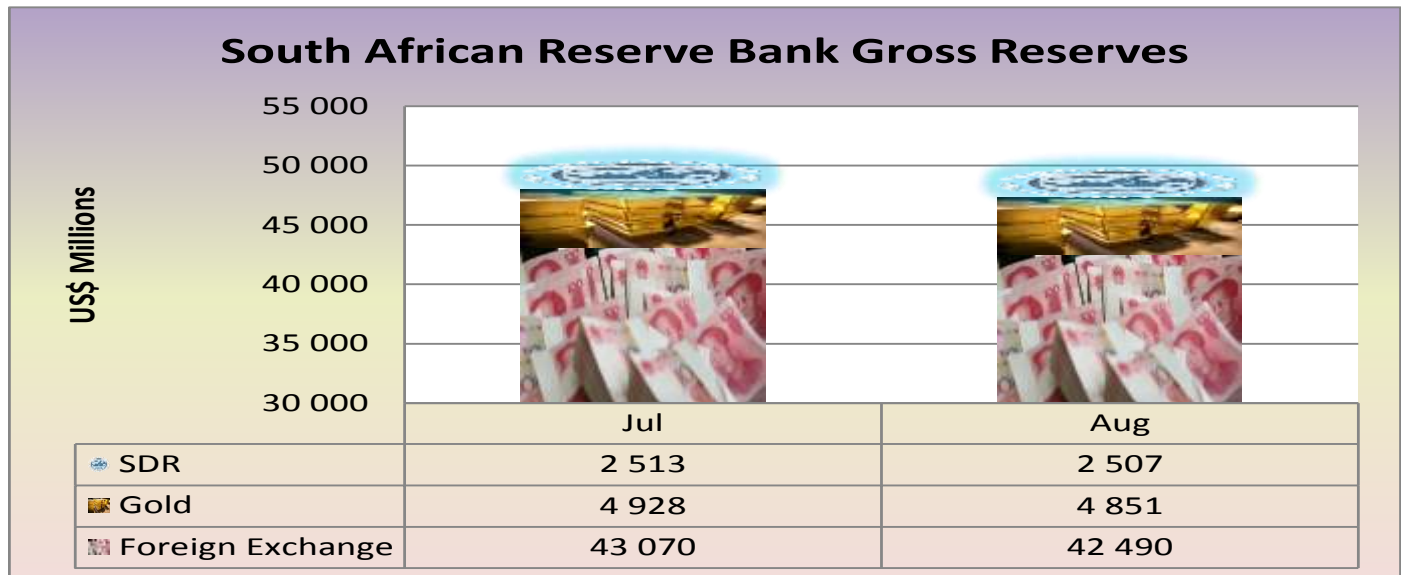 South African Reserve Bank Gross Reserves
US$ Millions
55 000
50 000
45 000
40 000
35 000
30 000
Jul Aug
SDR 2 513 2 507
Gold 4 928 4 851
Foreign Exchange 43 070 42 490